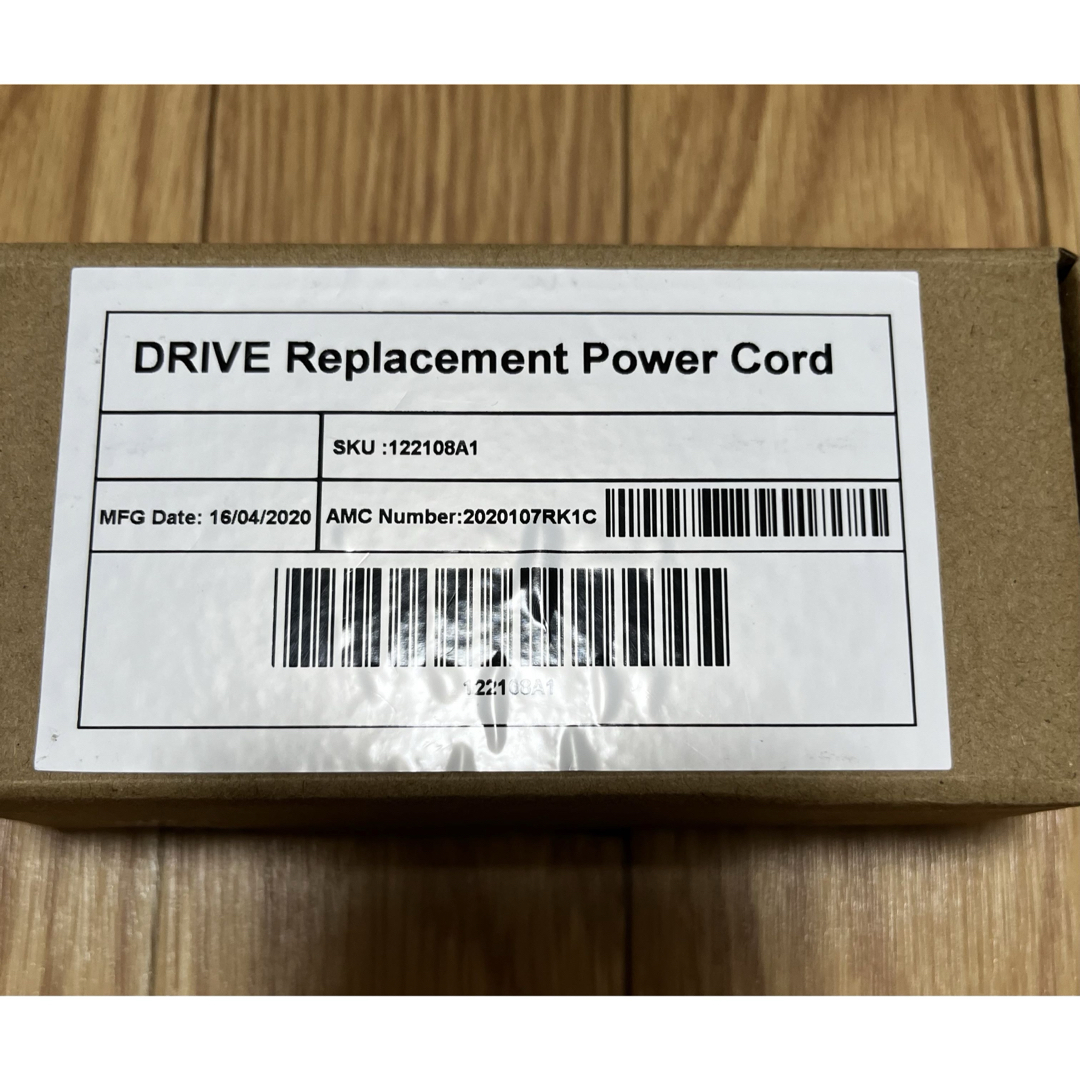 DRIVE Replacement Power Cord
SKU :122108A1
MFG Date: 16/04/2020
AMC Number:2020107RK1C
122108A1